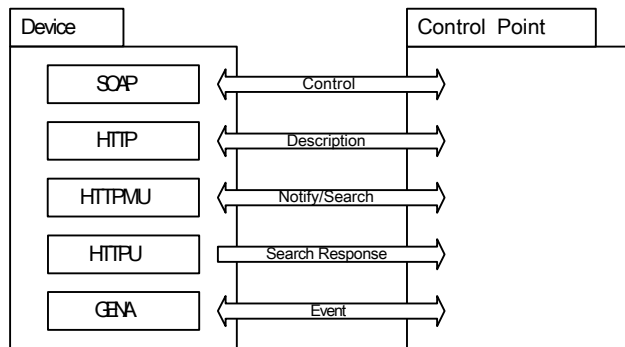 Device
Control Point
SOAP
Control
HTTP
Description
HTTPMU
Notify/Search
HTTPU
Search Response
GENA
Event